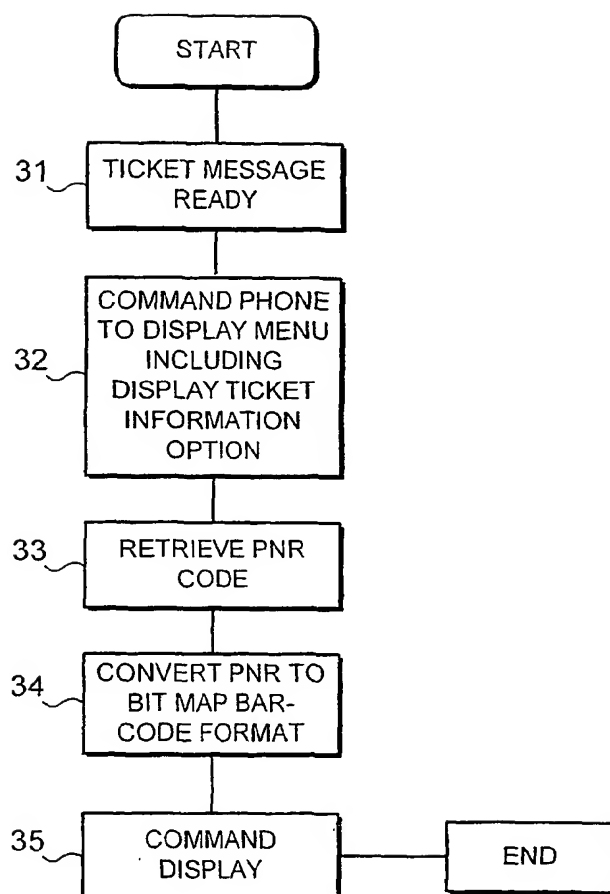 START
31
TICKET MESSAGE
READY
32
COMMAND PHONE
TO DISPLAY MENU
INCLUDING
DISPLAY TICKET
INFORMATION
OPTION
33
RETRIEVE PNR
CODE
34
CONVERT PNR TO
BIT MAP BAR-
CODE FORMAT
35
COMMAND
DISPLAY
END